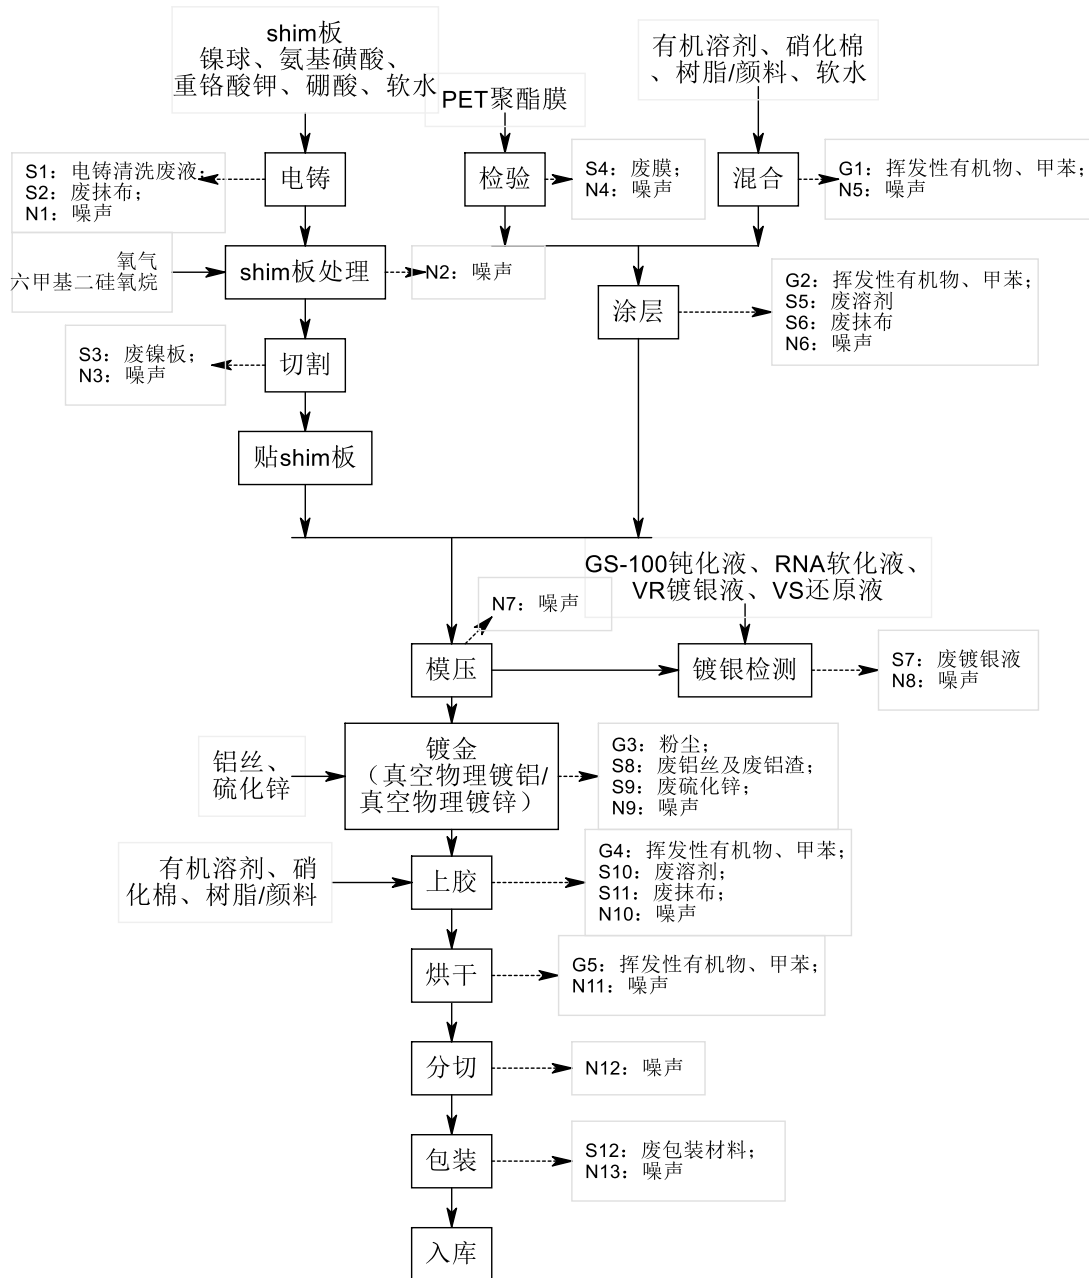 shim板
镍球、氨基磺酸、
重铬酸钾、硼酸、软水
PET聚酯膜
有机溶剂、硝化棉
、树脂/颜料、软水
S1：电铸清洗废液；
S2：废抹布；
N1：噪声
电铸
检验
S4：废膜；
N4：噪声
混合
G1：挥发性有机物、甲苯；
N5：噪声
氧气
六甲基二硅氧烷
shim板处理
N2：噪声
涂层
G2：挥发性有机物、甲苯；
S5：废溶剂
S6：废抹布
N6：噪声
S3：废镍板；
N3：噪声
切割
贴shim板
GS-100钝化液、RNA软化液、
VR镀银液、VS还原液
N7：噪声
模压
镀银检测
S7：废镀银液
N8：噪声
铝丝、
硫化锌
镀金
（真空物理镀铝/
真空物理镀锌）
G3：粉尘；
S8：废铝丝及废铝渣；
S9：废硫化锌；
N9：噪声
有机溶剂、硝
化棉、树脂/颜料
上胶
G4：挥发性有机物、甲苯；
S10：废溶剂；
S11：废抹布；
N10：噪声
烘干
G5：挥发性有机物、甲苯；
N11：噪声
分切
N12：噪声
包装
S12：废包装材料；
N13：噪声
入库